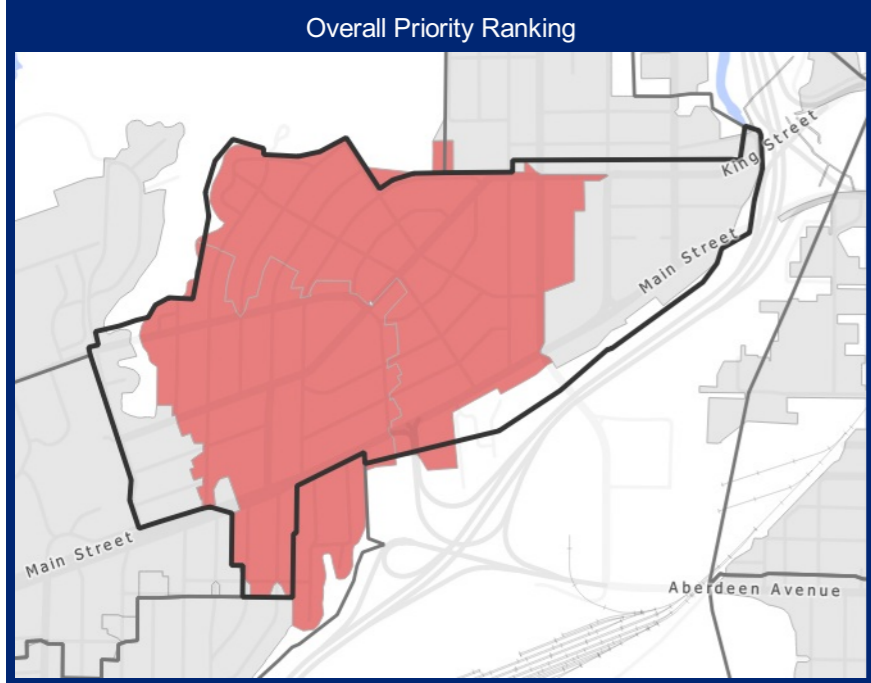 Overall Priority Ranking
King Street
Main Street
Main Street
Aberdeen Avenue